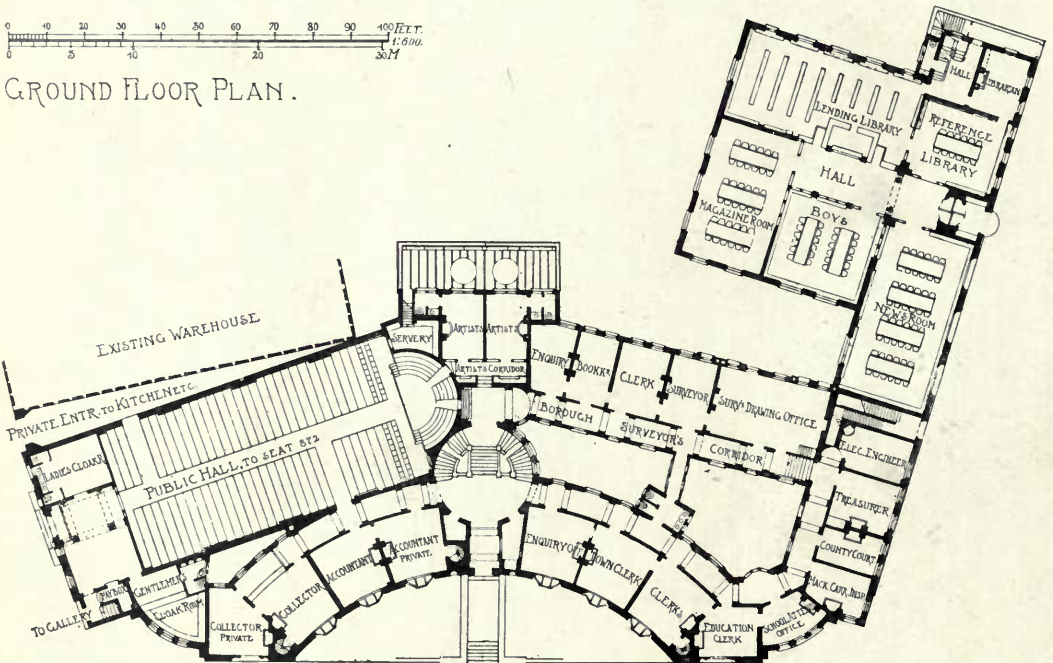 0 10 20 30 40 50 60 70 80 90 100 FEET.
1:600.
0 5 10 20 30 M
GROUND FLOOR PLAN.
HALL
LIBRARIAN
LENDING LIBRARY
REFERENCE
LIBRARY
HALL
MAGAZINE ROOM
BOYS
NEWS ROOM
EXISTING WAREHOUSE
PRIVATE ENTR. TO KITCHEN ETC.
SERVERY
ARTISTS
ARTISTS
ARTISTS CORRIDOR
ENQUIRY
BOOKKR
CLERK
SURVEYOR
SURV'S DRAWING OFFICE
BOROUGH
SURVEYOR'S
CORRIDOR
ELEC. ENGINEER
TREASURER
COUNTY COURT
HACK. CARR. INSP.
LADIES CLOAK R.
PUBLIC HALL, TO SEAT 872
PAY BOX
GENTLEMEN
CLOAK ROOM
TO GALLERY
COLLECTOR
PRIVATE
COLLECTOR
ACCOUNTANT
ACCOUNTANT
PRIVATE
ENQUIRY OFF
TOWN CLERK
CLERKS
EDUCATION
CLERK
SCHOOL ATTEN
OFFICE